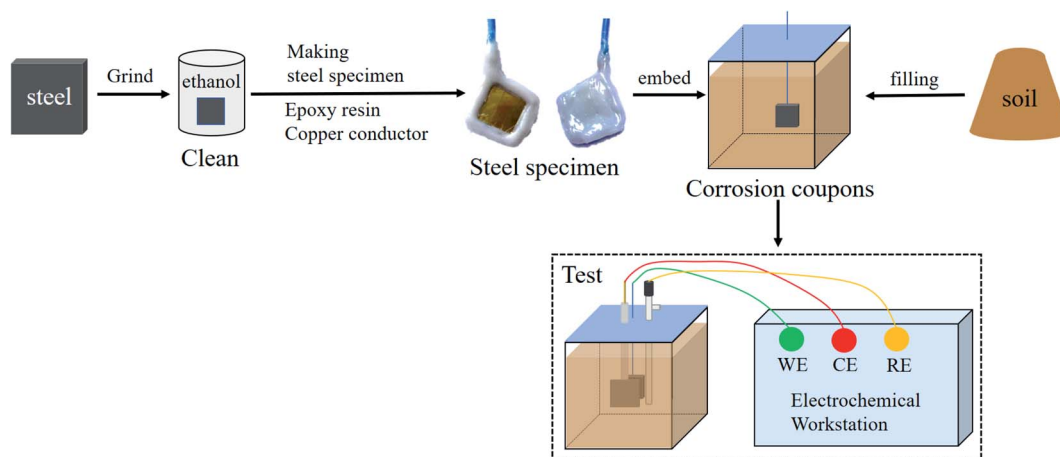 steel
Grind
ethanol
Clean
Making
steel specimen
Epoxy resin
Copper conductor
Steel specimen
embed
Corrosion coupons
filling
soil
Test
WE
CE
RE
Electrochemical
Workstation